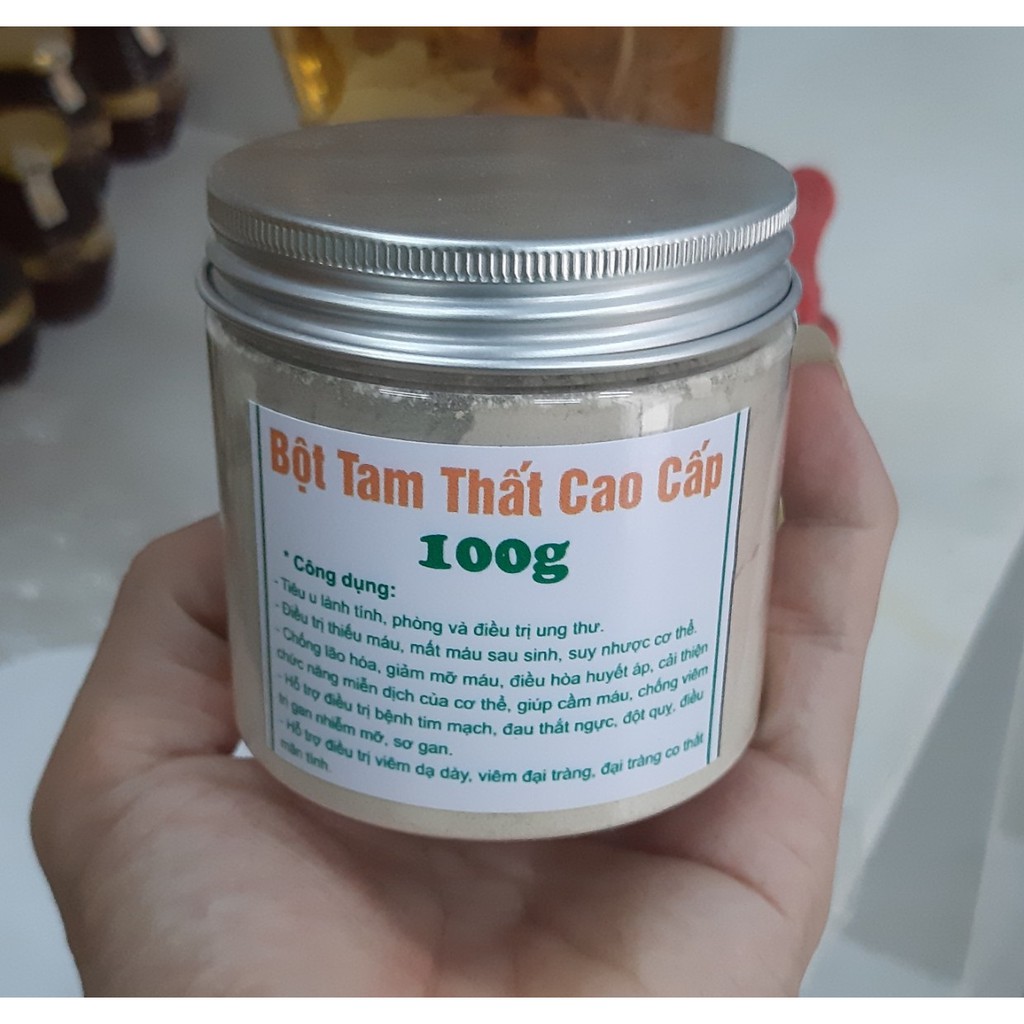 Bột Tam Thất Cao Cấp
100g
* Công dụng:
- Tiêu u lành tính, phòng và điều trị ung thư.
- Điều trị thiếu máu, mất máu sau sinh, suy nhược cơ thể.
- Chống lão hóa, giảm mỡ máu, điều hòa huyết áp, cải thiện
chức năng miễn dịch của cơ thể, giúp cầm máu, chống viêm
- Hỗ trợ điều trị bệnh tim mạch, đau thắt ngực, đột quỵ, điều
trị gan nhiễm mỡ, sơ gan.
- Hỗ trợ điều trị viêm dạ dày, viêm đại tràng, đại tràng co thắt
mãn tính.